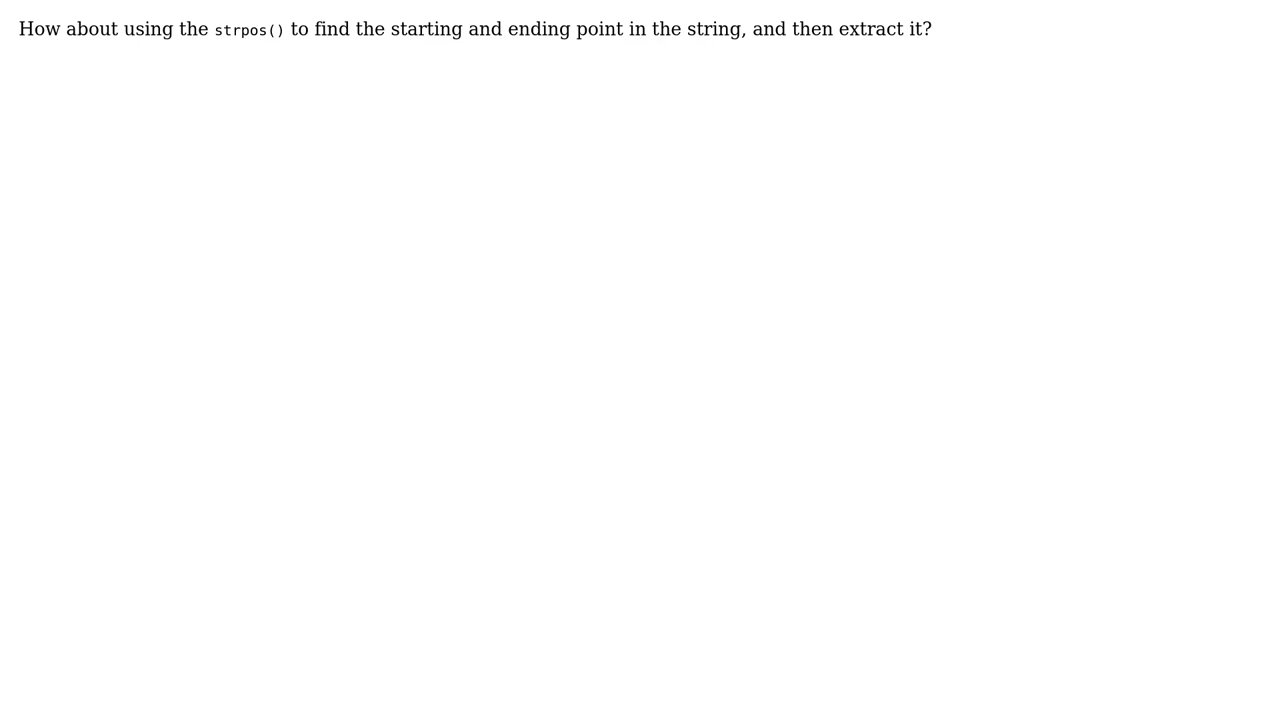 How about using the strpos() to find the starting and ending point in the string, and then extract it?